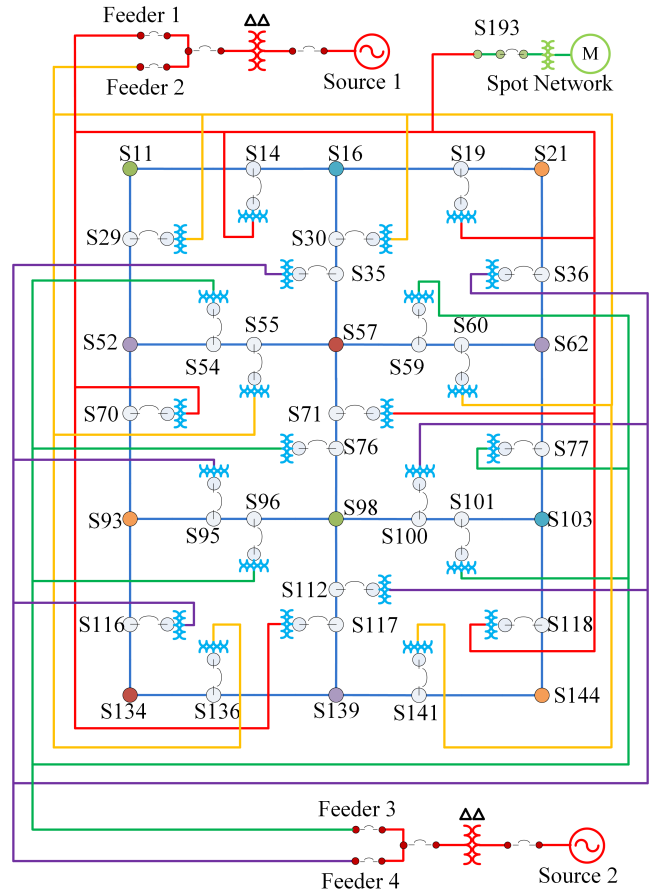 Feeder 1
ΔΔ
S193
M
Feeder 2
Source 1
Spot Network
S11
S14
S16
S19
S21
S29
S30
S35
S36
S52
S54
S55
S57
S59
S60
S62
S70
S71
S76
S77
S93
S95
S96
S98
S100
S101
S103
S112
S116
S117
S118
S134
S136
S139
S141
S144
Feeder 3
ΔΔ
Feeder 4
Source 2